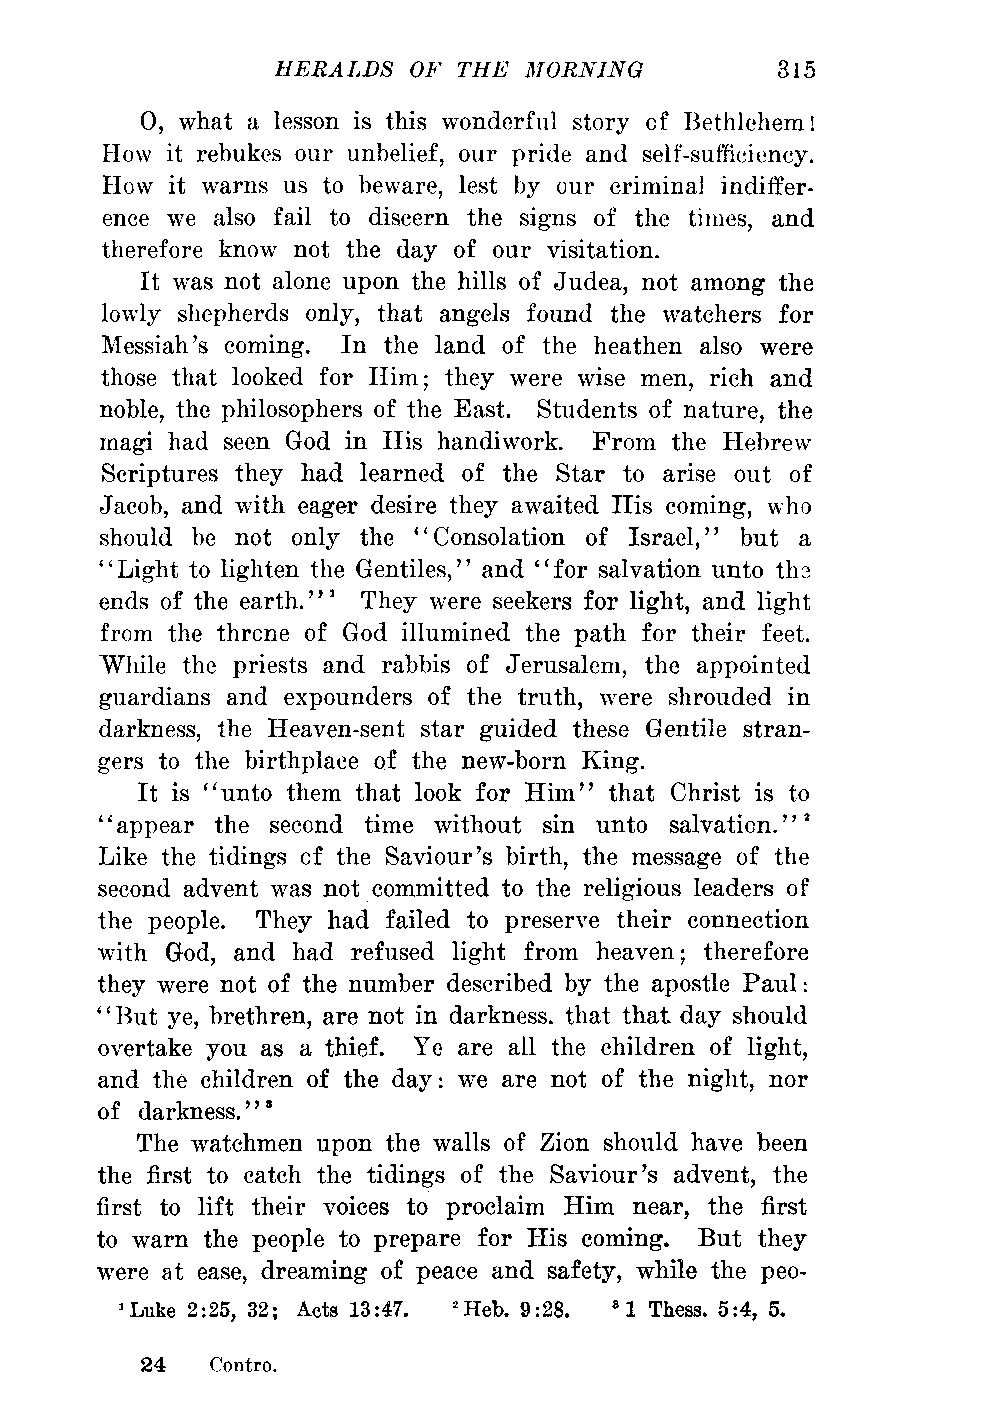 HERALDS OF THE MORNING 315
O, what a lesson is this wonderful story of Bethlehem!
How it rebukes our unbelief, our pride and self-sufficiency.
How it warns us to beware, lest by our criminal indiffer-
ence we also fail to discern the signs of the times, and
therefore know not the day of our visitation.
It was not alone upon the hills of Judea, not among the
lowly shepherds only, that angels found the watchers for
Messiah's coming. In the land of the heathen also were
those that looked for Him; they were wise men, rich and
noble, the philosophers of the East. Students of nature, the
magi had seen God in His handiwork. From the Hebrew
Scriptures they had learned of the Star to arise out of
Jacob, and with eager desire they awaited His coming, who
should be not only the "Consolation of Israel," but a
"Light to lighten the Gentiles," and "for salvation unto the
ends of the earth."¹ They were seekers for light, and light
from the throne of God illumined the path for their feet.
While the priests and rabbis of Jerusalem, the appointed
guardians and expounders of the truth, were shrouded in
darkness, the Heaven-sent star guided these Gentile stran-
gers to the birthplace of the new-born King.
It is "unto them that look for Him" that Christ is to
"appear the second time without sin unto salvation."²
Like the tidings of the Saviour's birth, the message of the
second advent was not committed to the religious leaders of
the people. They had failed to preserve their connection
with God, and had refused light from heaven; therefore
they were not of the number described by the apostle Paul:
"But ye, brethren, are not in darkness. that that day should
overtake you as a thief. Ye are all the children of light,
and the children of the day: we are not of the night, nor
of darkness."³
The watchmen upon the walls of Zion should have been
the first to catch the tidings of the Saviour's advent, the
first to lift their voices to proclaim Him near, the first
to warn the people to prepare for His coming. But they
were at ease, dreaming of peace and safety, while the peo-
¹Luke 2:25, 32; Acts 13:47. ²Heb. 9:28. ³1 Thess. 5:4, 5.
24 Contro.